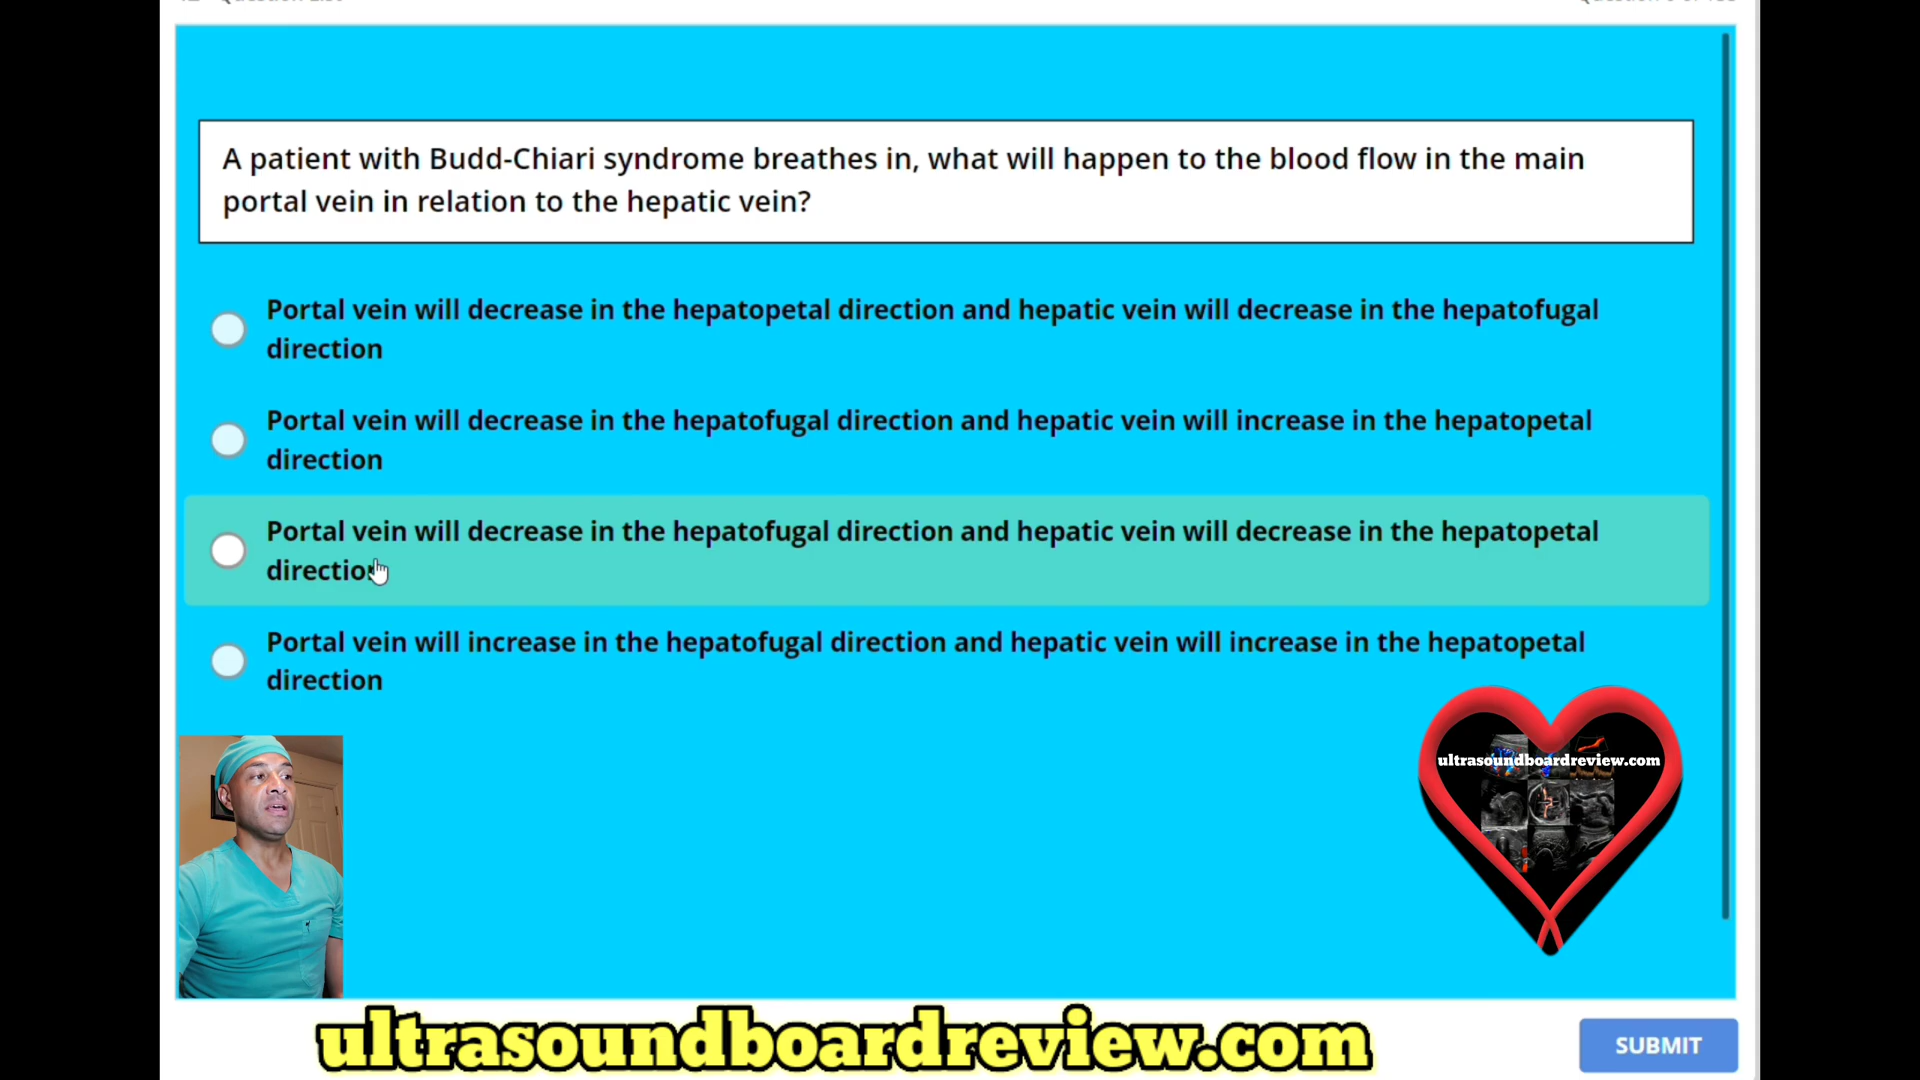 A patient with Budd-Chiari syndrome breathes in, what will happen to the blood flow in the main
portal vein in relation to the hepatic vein?
Portal vein will decrease in the hepatopetal direction and hepatic vein will decrease in the hepatofugal
direction
Portal vein will decrease in the hepatofugal direction and hepatic vein will increase in the hepatopetal
direction
Portal vein will decrease in the hepatofugal direction and hepatic vein will decrease in the hepatopetal
direction
Portal vein will increase in the hepatofugal direction and hepatic vein will increase in the hepatopetal
direction
ultrasoundboardreview.com
ultrasoundboardreview.com
SUBMIT